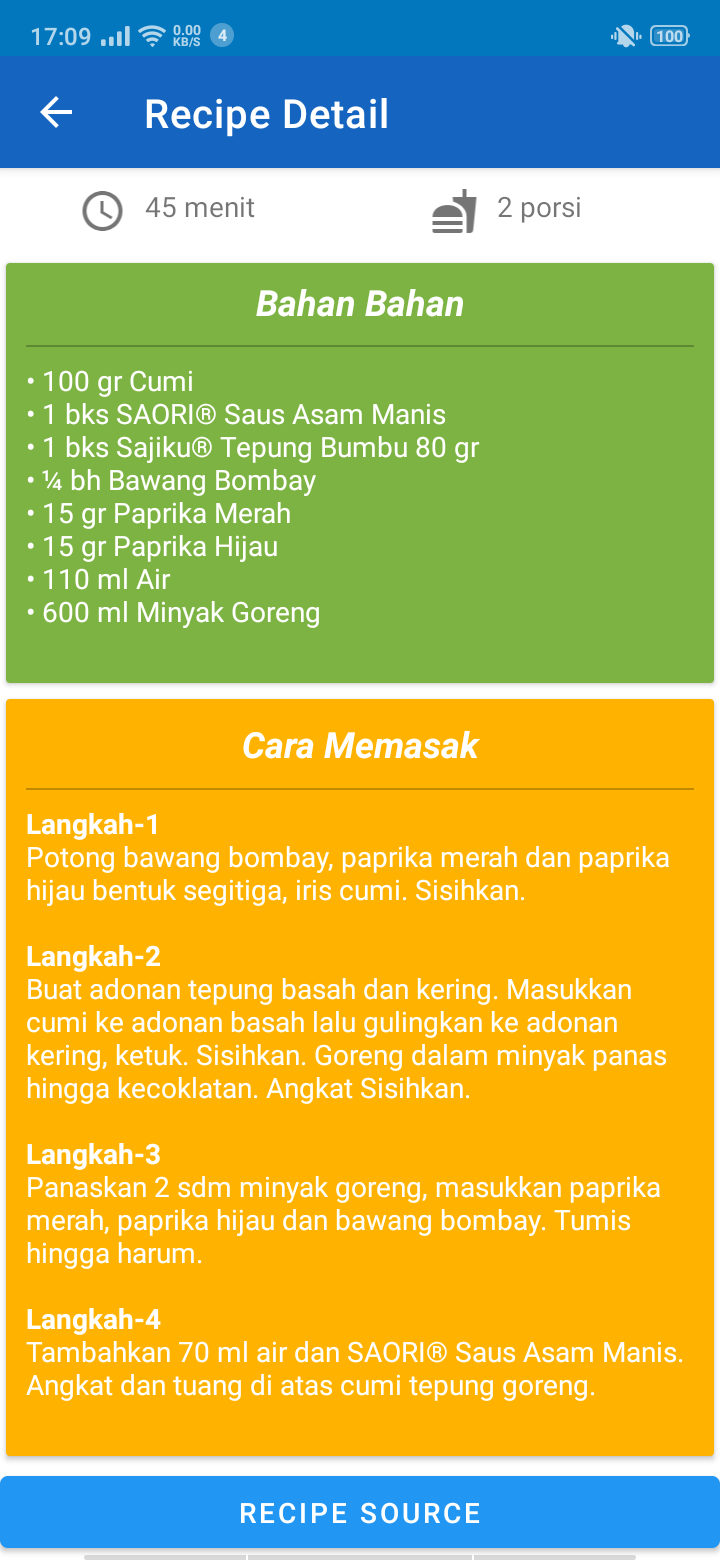 17:09 0.00 KB/S 4 100
Recipe Detail
45 menit 2 porsi
Bahan Bahan
• 100 gr Cumi
• 1 bks SAORI® Saus Asam Manis
• 1 bks Sajiku® Tepung Bumbu 80 gr
• ¼ bh Bawang Bombay
• 15 gr Paprika Merah
• 15 gr Paprika Hijau
• 110 ml Air
• 600 ml Minyak Goreng
Cara Memasak
Langkah-1
Potong bawang bombay, paprika merah dan paprika
hijau bentuk segitiga, iris cumi. Sisihkan.
Langkah-2
Buat adonan tepung basah dan kering. Masukkan
cumi ke adonan basah lalu gulingkan ke adonan
kering, ketuk. Sisihkan. Goreng dalam minyak panas
hingga kecoklatan. Angkat Sisihkan.
Langkah-3
Panaskan 2 sdm minyak goreng, masukkan paprika
merah, paprika hijau dan bawang bombay. Tumis
hingga harum.
Langkah-4
Tambahkan 70 ml air dan SAORI® Saus Asam Manis.
Angkat dan tuang di atas cumi tepung goreng.
RECIPE SOURCE